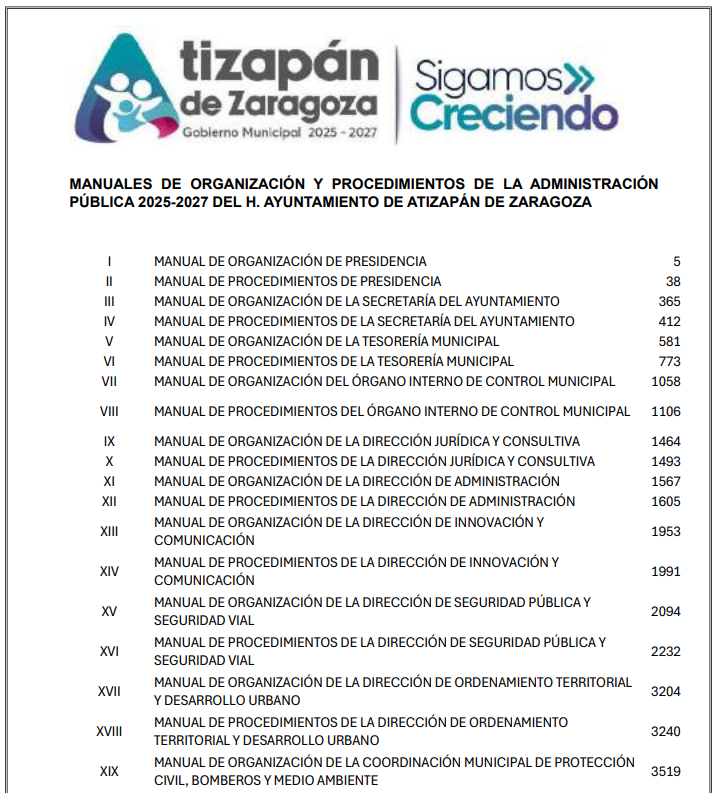 tizapán
de Zaragoza
Gobierno Municipal 2025 - 2027
Sigamos
Creciendo
MANUALES DE ORGANIZACIÓN Y PROCEDIMIENTOS DE LA ADMINISTRACIÓN
PÚBLICA 2025-2027 DEL H. AYUNTAMIENTO DE ATIZAPÁN DE ZARAGOZA
I MANUAL DE ORGANIZACIÓN DE PRESIDENCIA 5
II MANUAL DE PROCEDIMIENTOS DE PRESIDENCIA 38
III MANUAL DE ORGANIZACIÓN DE LA SECRETARÍA DEL AYUNTAMIENTO 365
IV MANUAL DE PROCEDIMIENTOS DE LA SECRETARÍA DEL AYUNTAMIENTO 412
V MANUAL DE ORGANIZACIÓN DE LA TESORERÍA MUNICIPAL 581
VI MANUAL DE PROCEDIMIENTOS DE LA TESORERÍA MUNICIPAL 773
VII MANUAL DE ORGANIZACIÓN DEL ÓRGANO INTERNO DE CONTROL MUNICIPAL 1058
VIII MANUAL DE PROCEDIMIENTOS DEL ÓRGANO INTERNO DE CONTROL MUNICIPAL 1106
IX MANUAL DE ORGANIZACIÓN DE LA DIRECCIÓN JURÍDICA Y CONSULTIVA 1464
X MANUAL DE PROCEDIMIENTOS DE LA DIRECCIÓN JURÍDICA Y CONSULTIVA 1493
XI MANUAL DE ORGANIZACIÓN DE LA DIRECCIÓN DE ADMINISTRACIÓN 1567
XII MANUAL DE PROCEDIMIENTOS DE LA DIRECCIÓN DE ADMINISTRACIÓN 1605
XIII MANUAL DE ORGANIZACIÓN DE LA DIRECCIÓN DE INNOVACIÓN Y
COMUNICACIÓN 1953
XIV MANUAL DE PROCEDIMIENTOS DE LA DIRECCIÓN DE INNOVACIÓN Y
COMUNICACIÓN 1991
XV MANUAL DE ORGANIZACIÓN DE LA DIRECCIÓN DE SEGURIDAD PÚBLICA Y
SEGURIDAD VIAL 2094
XVI MANUAL DE PROCEDIMIENTOS DE LA DIRECCIÓN DE SEGURIDAD PÚBLICA Y
SEGURIDAD VIAL 2232
XVII MANUAL DE ORGANIZACIÓN DE LA DIRECCIÓN DE ORDENAMIENTO TERRITORIAL
Y DESARROLLO URBANO 3204
XVIII MANUAL DE PROCEDIMIENTOS DE LA DIRECCIÓN DE ORDENAMIENTO
TERRITORIAL Y DESARROLLO URBANO 3240
XIX MANUAL DE ORGANIZACIÓN DE LA COORDINACIÓN MUNICIPAL DE PROTECCIÓN
CIVIL, BOMBEROS Y MEDIO AMBIENTE 3519